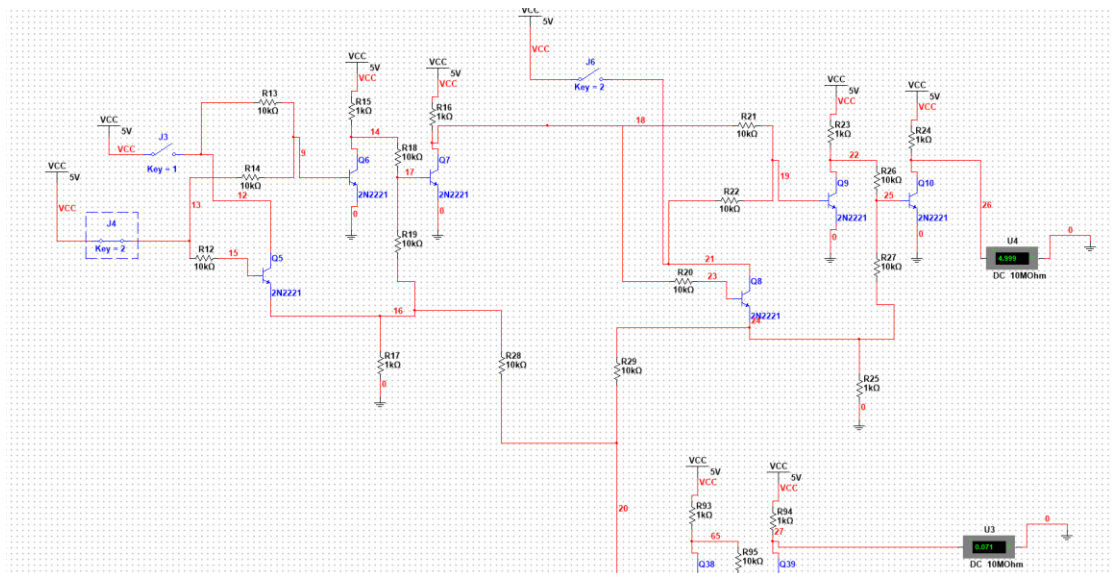 VCC
5V
VCC
J6
Key = 2
VCC
5V
VCC
R15
1kΩ
14
Q6
2N2221
0
VCC
5V
VCC
R16
1kΩ
R18
10kΩ
17
Q7
2N2221
0
R13
10kΩ
R14
10kΩ
9
VCC
5V
VCC
J3
Key = 1
12
VCC
5V
VCC
J4
Key = 2
13
R12
10kΩ
15
Q5
2N2221
R19
10kΩ
16
R17
1kΩ
0
R28
10kΩ
18
R21
10kΩ
R22
10kΩ
19
VCC
5V
VCC
R23
1kΩ
22
Q9
2N2221
0
VCC
5V
VCC
R24
1kΩ
R26
10kΩ
25
Q10
2N2221
0
26
U4
4.999
DC 10MOhm
0
R27
10kΩ
21
R20
10kΩ
23
Q8
2N2221
24
R29
10kΩ
R25
1kΩ
0
20
VCC
5V
VCC
R93
1kΩ
65
Q38
VCC
5V
VCC
R94
1kΩ
27
R95
10kΩ
Q39
U3
0.071
DC 10MOhm
0